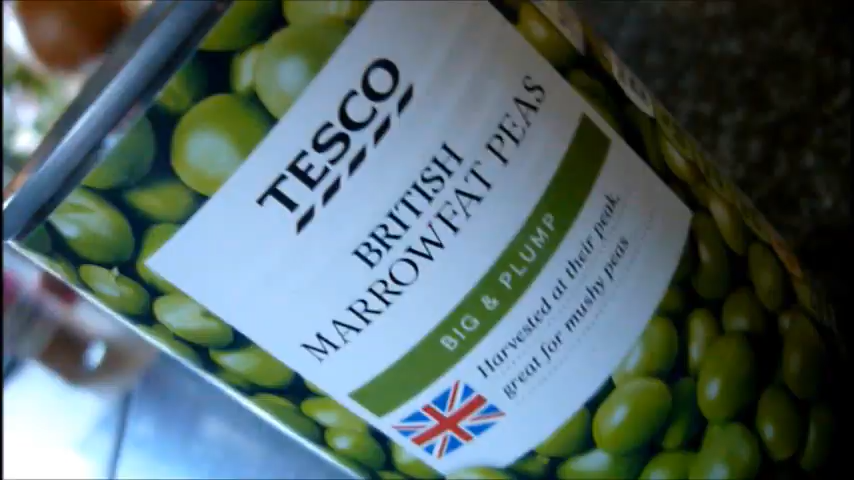 TESCO
BRITISH
MARROWFAT PEAS
BIG & PLUMP
Harvested at their peak,
great for mushy peas